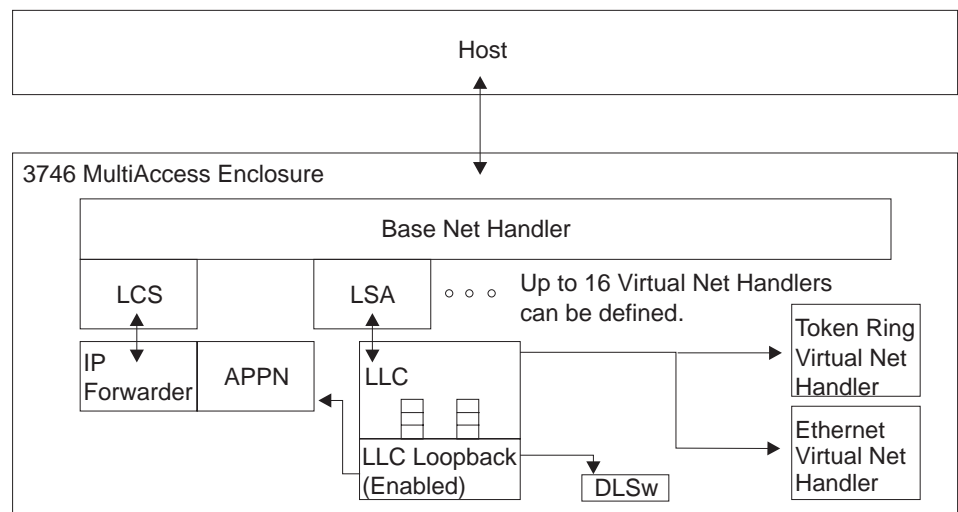 Host
3746 MultiAccess Enclosure
Base Net Handler
LCS
LSA
Up to 16 Virtual Net Handlers
can be defined.
IP
Forwarder
APPN
LLC
Token Ring
Virtual Net
Handler
LLC Loopback
(Enabled)
DLSw
Ethernet
Virtual Net
Handler